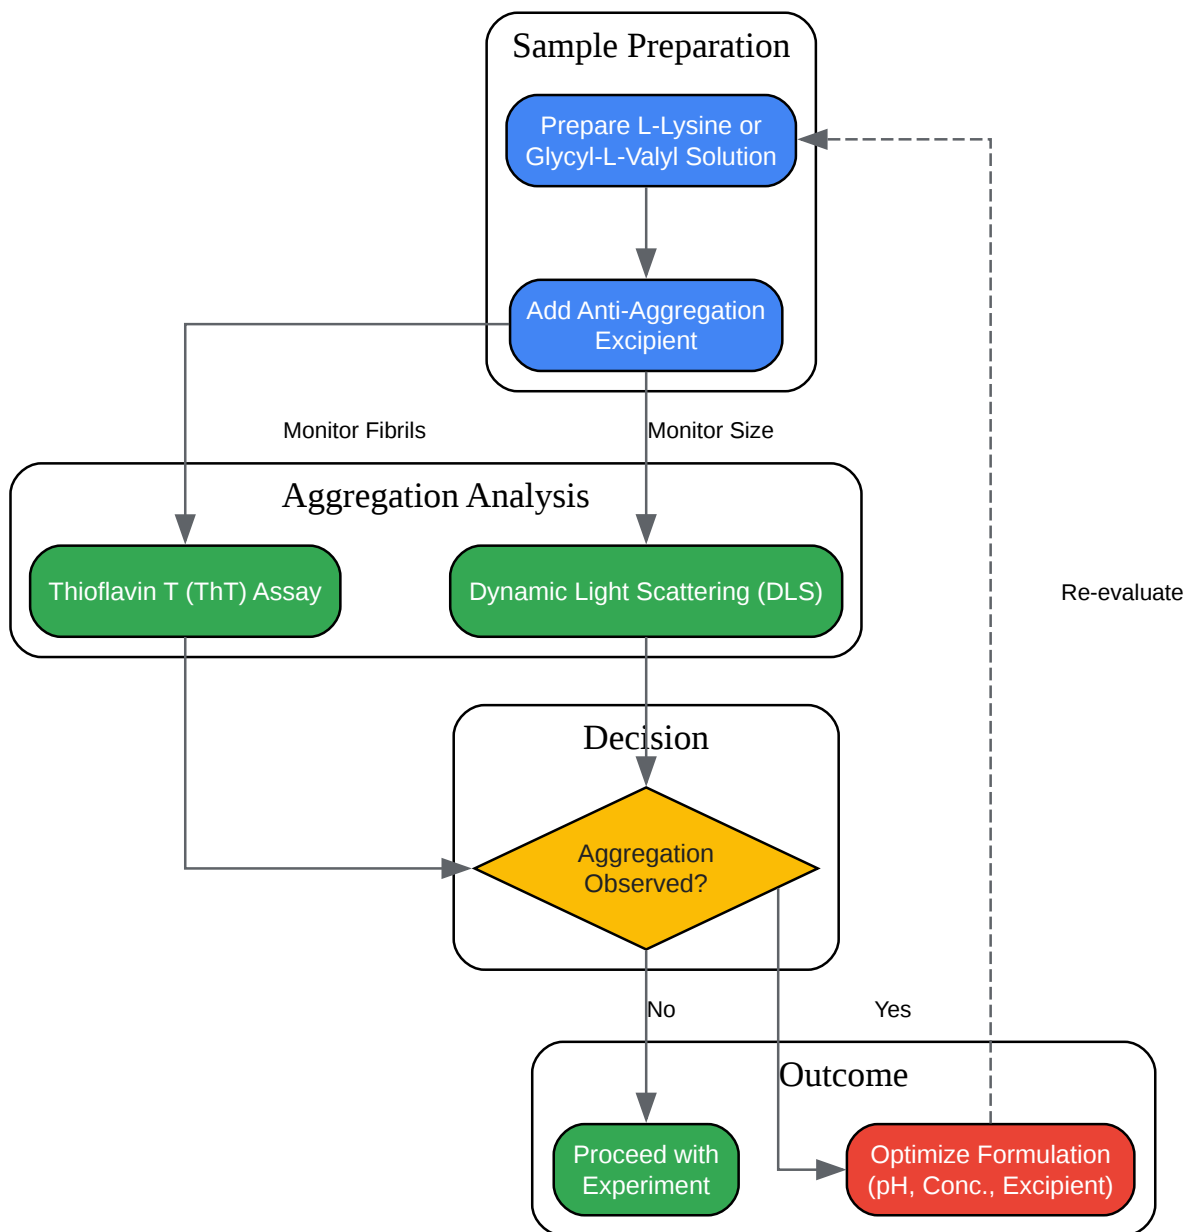 Sample Preparation
Prepare L-Lysine or
Glycyl-L-Valyl Solution
Add Anti-Aggregation
Excipient
Monitor Fibrils
Monitor Size
Aggregation Analysis
Thioflavin T (ThT) Assay
Dynamic Light Scattering (DLS)
Re-evaluate
Decision
Aggregation
Observed?
No
Yes
Outcome
Proceed with
Experiment
Optimize Formulation
(pH, Conc., Excipient)